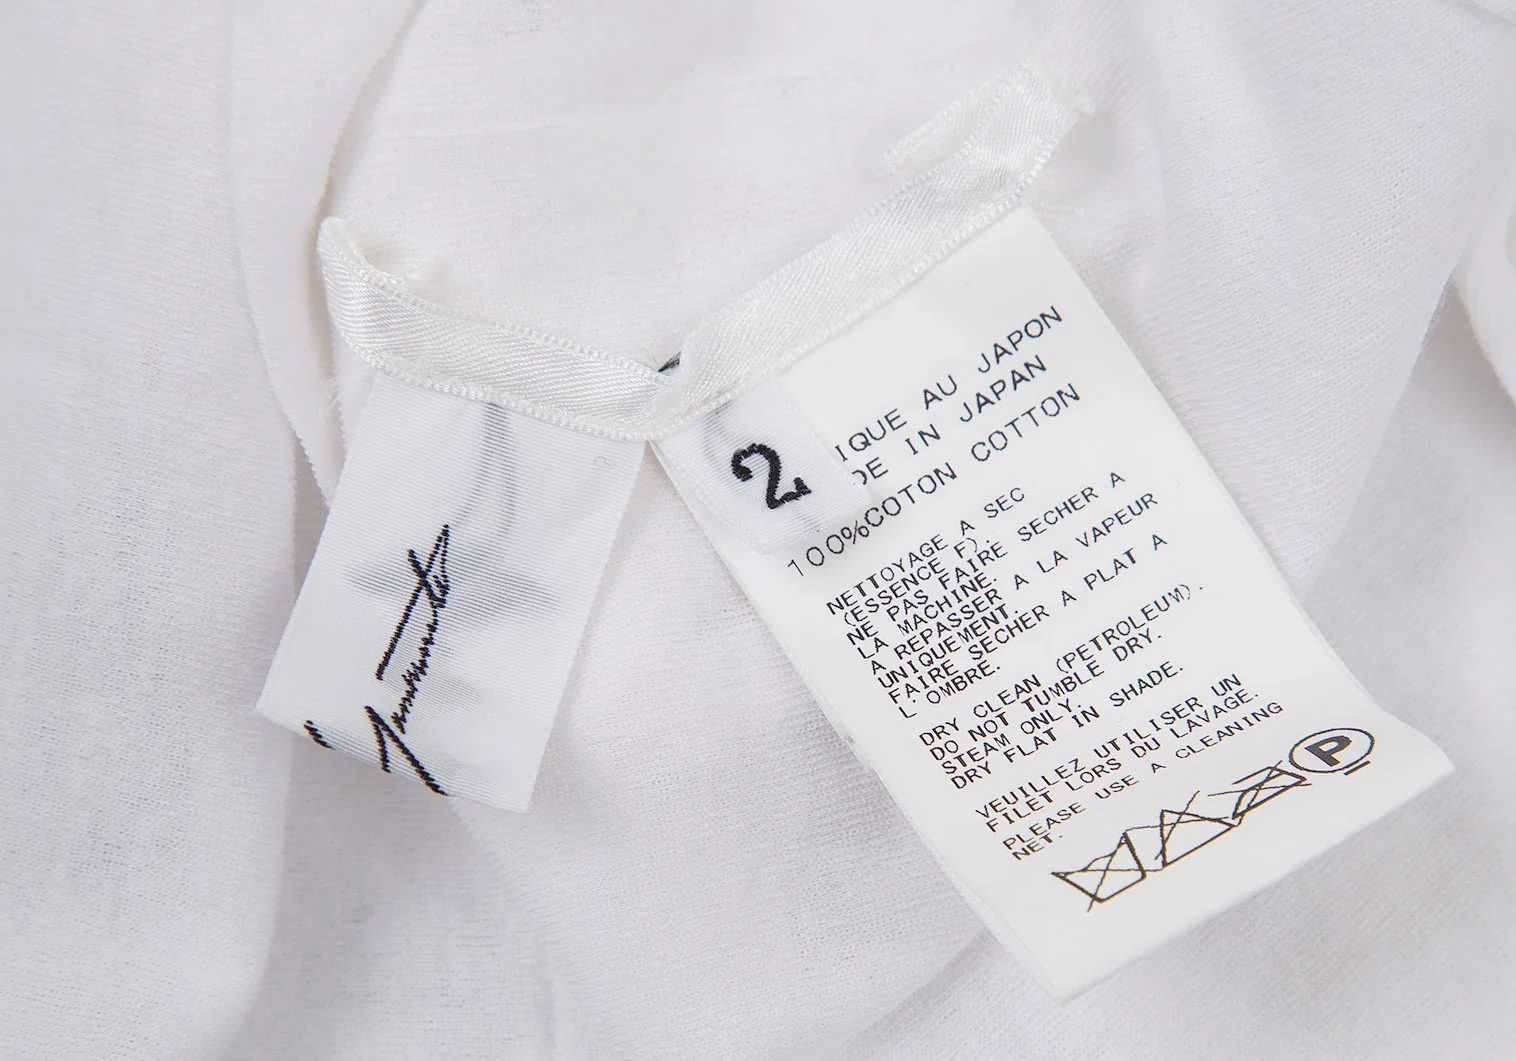 2
IQUE AU JAPON
DE IN JAPAN
100%COTON COTTON
NETTOYAGE A SEC
(ESSENCE F).
NE PAS FAIRE SECHER A
LA MACHINE.
A REPASSER A LA VAPEUR
UNIQUEMENT.
FAIRE SECHER A PLAT A
L'OMBRE.
DRY CLEAN (PETROLEUM).
DO NOT TUMBLE DRY.
STEAM ONLY.
DRY FLAT IN SHADE.
VEUILLEZ UTILISER UN
FILET LORS DU LAVAGE.
PLEASE USE A CLEANING
NET.
P